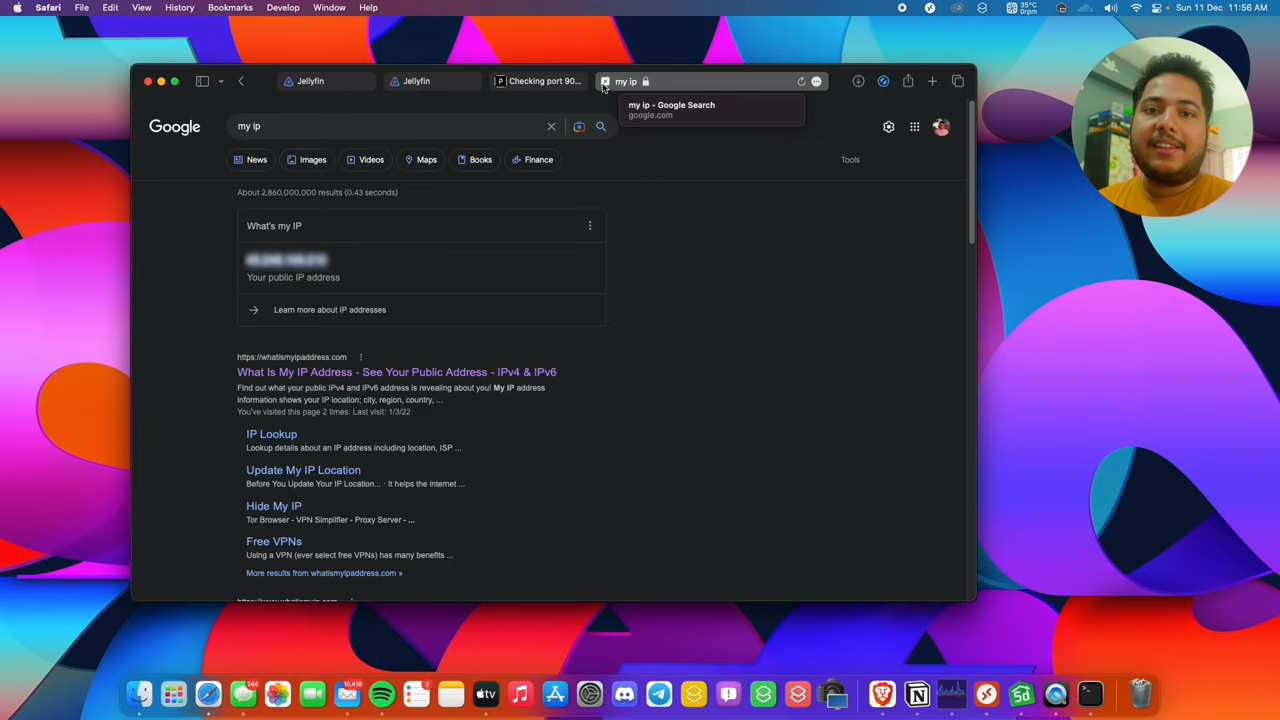 Safari File Edit View History Bookmarks Develop Window Help
35°C
0rpm
Sun 11 Dec 11:56 AM
Jellyfin
Jellyfin
P Checking port 90...
my ip
my ip - Google Search
google.com
Google
my ip
News
Images
Videos
Maps
Books
Finance
Tools
About 2,860,000,000 results (0.43 seconds)
What's my IP
Your public IP address
Learn more about IP addresses
https://whatismyipaddress.com
What Is My IP Address - See Your Public Address - IPv4 & IPv6
Find out what your public IPv4 and IPv6 address is revealing about you! My IP address
information shows your IP location; city, region, country, ...
You've visited this page 2 times. Last visit: 1/3/22
IP Lookup
Lookup details about an IP address including location, ISP ...
Update My IP Location
Before You Update Your IP Location... · It helps the internet ...
Hide My IP
Tor Browser - VPN Simplifier - Proxy Server - ...
Free VPNs
Using a VPN (ever select free VPNs) has many benefits ...
More results from whatismyipaddress.com »
244
10,418
2
tv